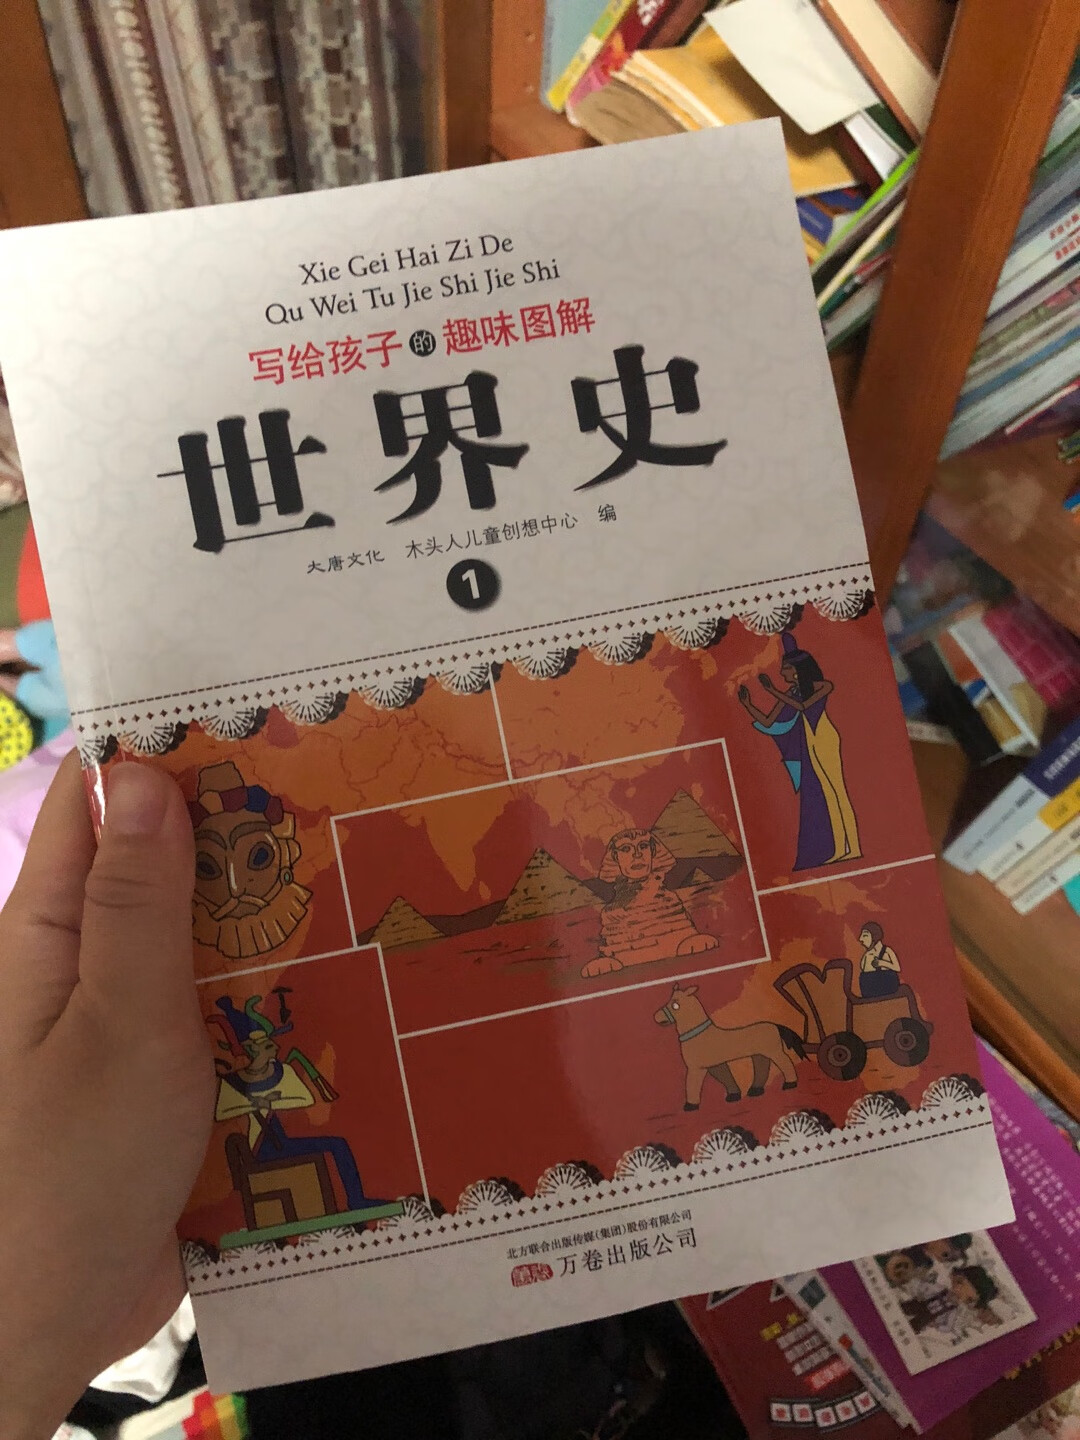 Xie Gei Hai Zi De
Qu Wei Tu Jie Shi Jie Shi
写给孩子的趣味图解
世界史
大唐文化 木头人儿童创想中心 编
1
北方联合出版传媒(集团)股份有限公司
万卷出版公司